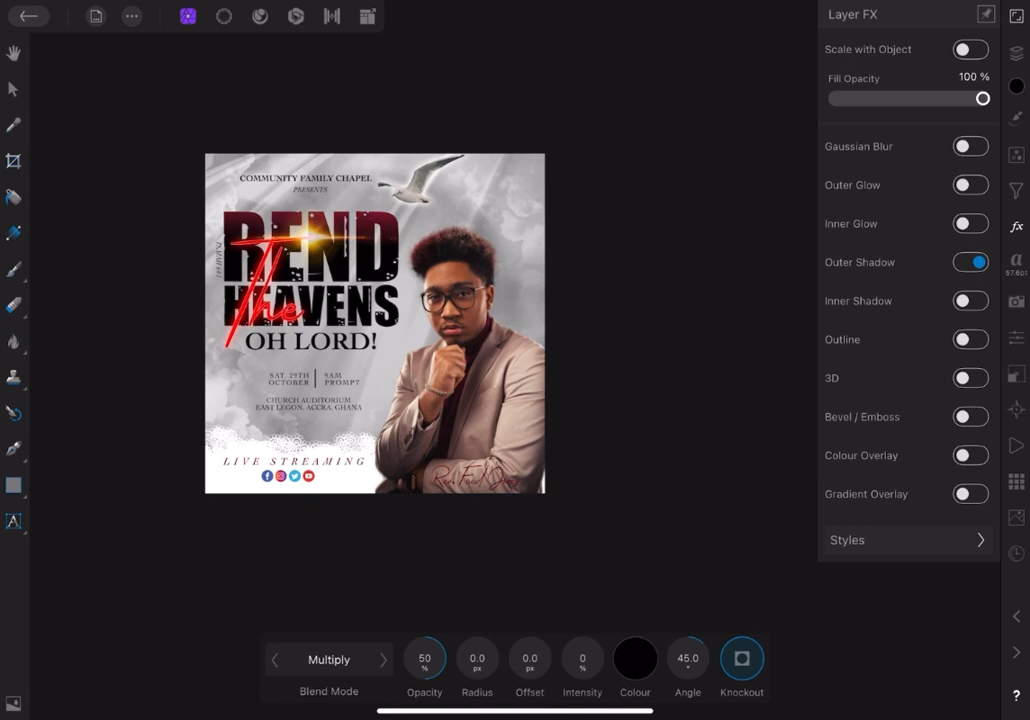 Layer FX
Scale with Object
Fill Opacity 100 %
Gaussian Blur
Outer Glow
Inner Glow
Outer Shadow
Inner Shadow
Outline
3D
Bevel / Emboss
Colour Overlay
Gradient Overlay
Styles
fx
a
57.6pt
A
?
COMMUNITY FAMILY CHAPEL
PRESENTS
REND
The
HEAVENS
OH LORD!
SAT. 29TH
OCTOBER
9AM
PROMPT
CHURCH AUDITORIUM
EAST LEGON, ACCRA, GHANA
LIVE STREAMING
Multiply
Blend Mode
50
%
Opacity
0.0
px
Radius
0.0
px
Offset
0
%
Intensity
Colour
45.0
°
Angle
Knockout